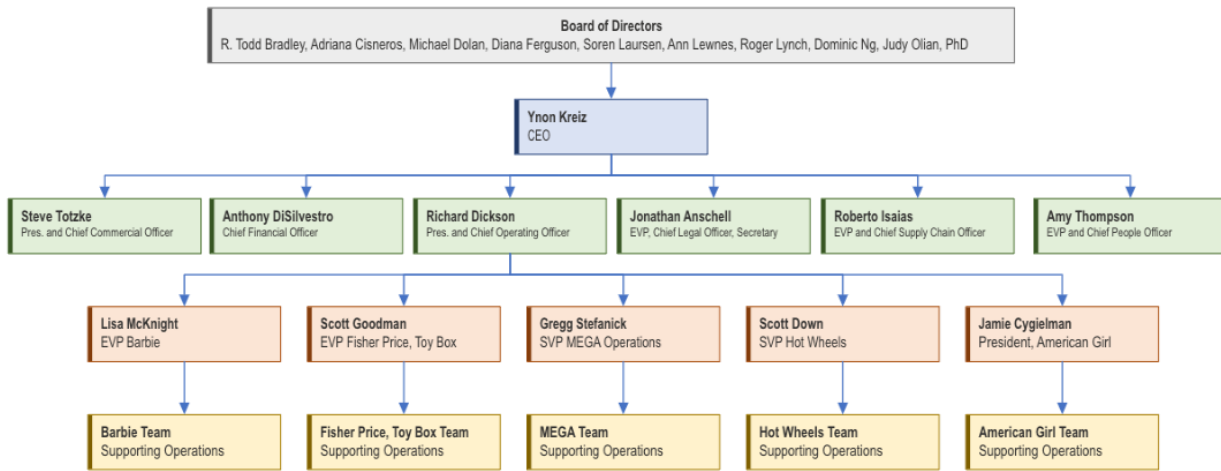 Board of Directors
R. Todd Bradley, Adriana Cisneros, Michael Dolan, Diana Ferguson, Soren Laursen, Ann Lewnes, Roger Lynch, Dominic Ng, Judy Olian, PhD
Ynon Kreiz
CEO
Steve Totzke
Pres. and Chief Commercial Officer
Anthony DiSilvestro
Chief Financial Officer
Richard Dickson
Pres. and Chief Operating Officer
Jonathan Anschell
EVP, Chief Legal Officer, Secretary
Roberto Isaias
EVP and Chief Supply Chain Officer
Amy Thompson
EVP and Chief People Officer
Lisa McKnight
EVP Barbie
Scott Goodman
EVP Fisher Price, Toy Box
Gregg Stefanick
SVP MEGA Operations
Scott Down
SVP Hot Wheels
Jamie Cygielman
President, American Girl
Barbie Team
Supporting Operations
Fisher Price, Toy Box Team
Supporting Operations
MEGA Team
Supporting Operations
Hot Wheels Team
Supporting Operations
American Girl Team
Supporting Operations